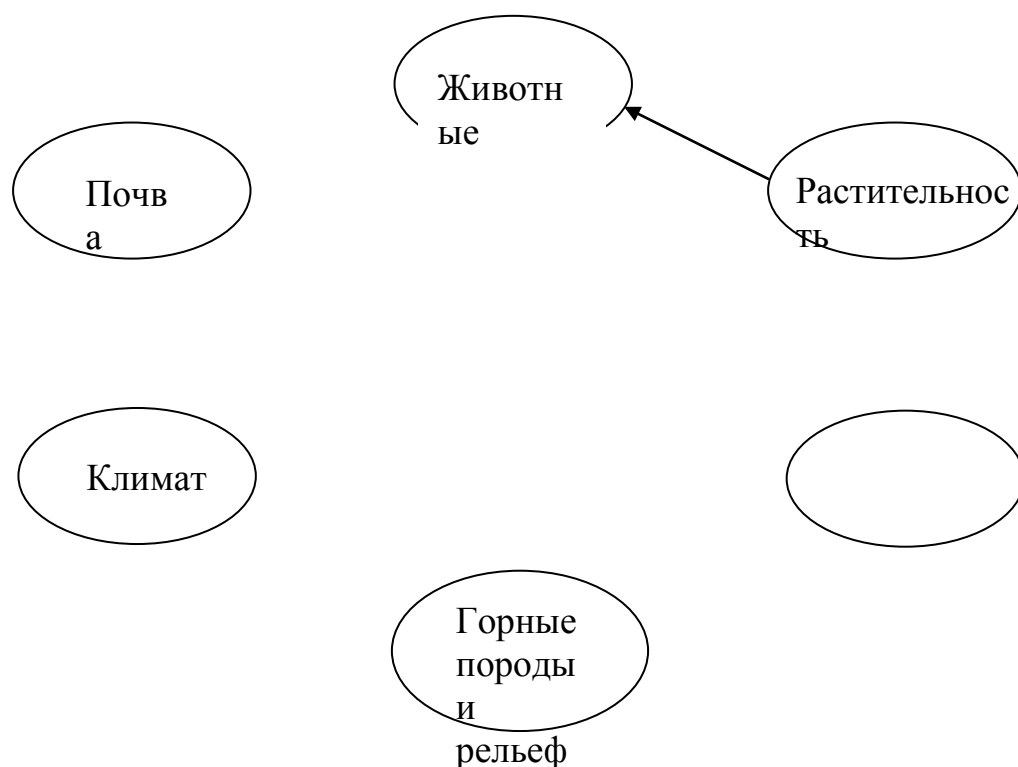 Животн
ые
Почв
а
Растительнос
ть
Климат
Горные
породы
и
рельеф